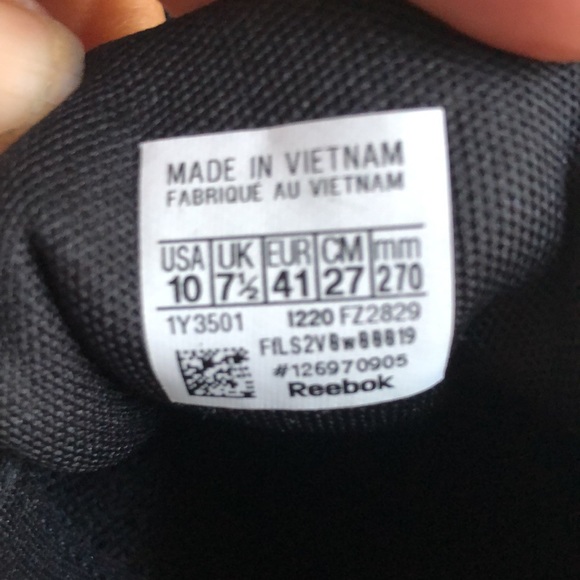 MADE IN VIETNAM
FABRIQUÉ AU VIETNAM
USA UK EUR CM mm
10 7½ 41 27 270
1Y3501 I220 FZ2829
#126970905
Reebok